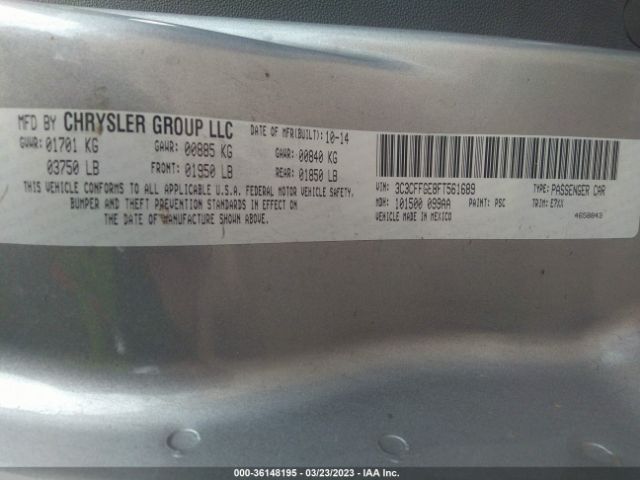 MFD BY CHRYSLER GROUP LLC DATE OF MFR(BUILT): 10-14
GVWR: 01701 KG GAWR: 00885 KG GAWR: 00840 KG
03750 LB FRONT: 01950 LB REAR: 01850 LB
THIS VEHICLE CONFORMS TO ALL APPLICABLE U.S.A. FEDERAL MOTOR VEHICLE SAFETY,
BUMPER AND THEFT PREVENTION STANDARDS IN EFFECT ON
THE DATE OF MANUFACTURE SHOWN ABOVE.
VIN: 3C3CFFGE8FT561689 TYPE: PASSENGER CAR
MDH: 101500 099AA PAINT: PSC TRIM: E7XX
VEHICLE MADE IN MEXICO 4658843
000-36148195 - 03/23/2023 - IAA Inc.